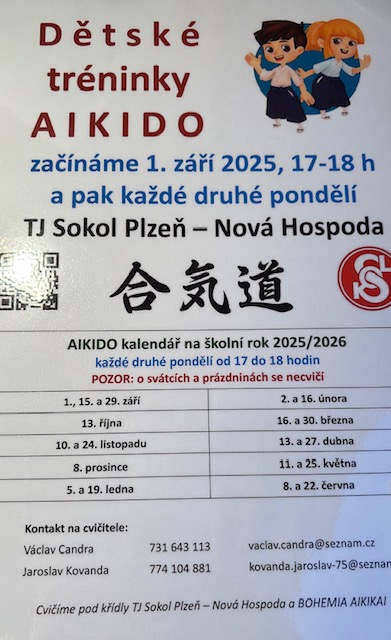 Dětské
tréninky
AIKIDO
začínáme 1. září 2025, 17-18 h
a pak každé druhé pondělí
TJ Sokol Plzeň – Nová Hospoda
合気道
AIKIDO kalendář na školní rok 2025/2026
každé druhé pondělí od 17 do 18 hodin
POZOR: o svátcích a prázdninách se necvičí
1., 15. a 29. září 2. a 16. února
13. října 16. a 30. března
10. a 24. listopadu 13. a 27. dubna
8. prosince 11. a 25. května
5. a 19. ledna 8. a 22. června
Kontakt na cvičitele:
Václav Candra 731 643 113 vaclav.candra@seznam.cz
Jaroslav Kovanda 774 104 881 kovanda.jaroslav-75@seznam
Cvičíme pod křídly TJ Sokol Plzeň – Nová Hospoda a BOHEMIA AIKIKAI